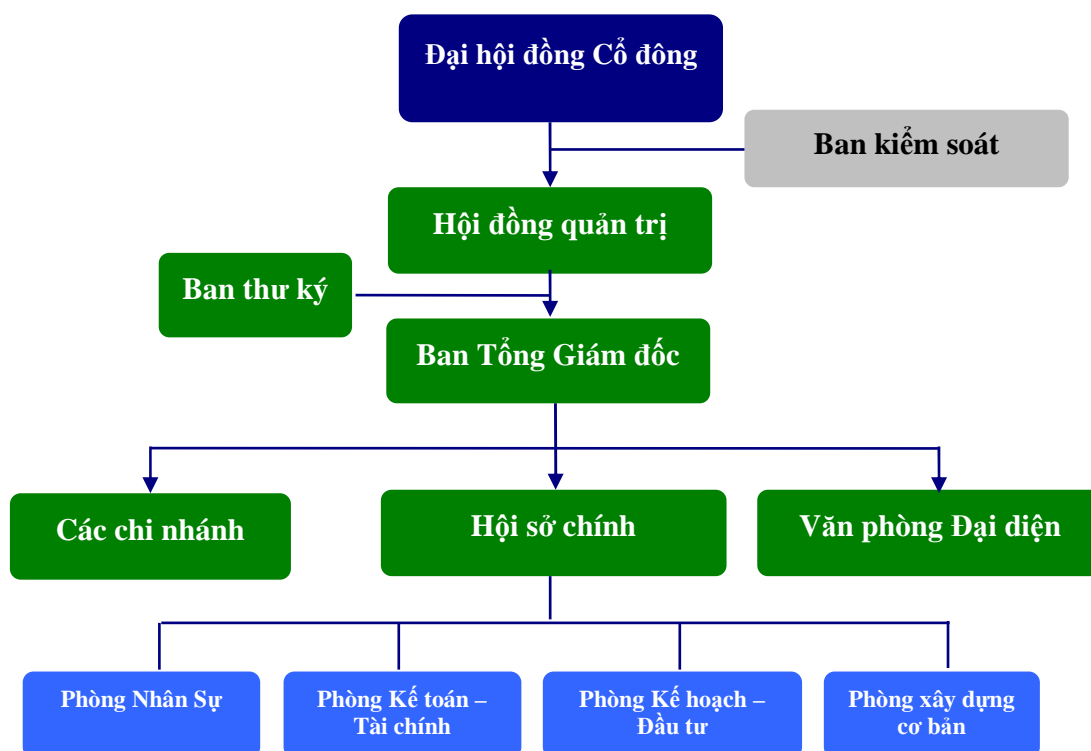 Đại hội đồng Cổ đông
Ban kiểm soát
Hội đồng quản trị
Ban thư ký
Ban Tổng Giám đốc
Các chi nhánh
Hội sở chính
Văn phòng Đại diện
Phòng Nhân Sự
Phòng Kế toán –
Tài chính
Phòng Kế hoạch –
Đầu tư
Phòng xây dựng
cơ bản